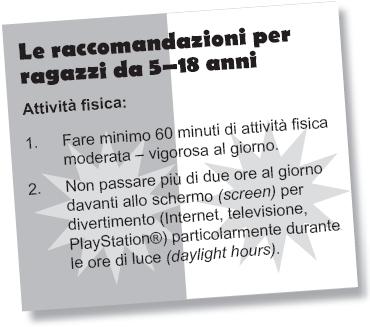 Le raccomandazioni per
ragazzi da 5–18 anni
Attività fisica:
1. Fare minimo 60 minuti di attività fisica
moderata – vigorosa al giorno.
2. Non passare più di due ore al giorno
davanti allo schermo (screen) per
divertimento (Internet, televisione,
PlayStation®) particolarmente durante
le ore di luce (daylight hours).